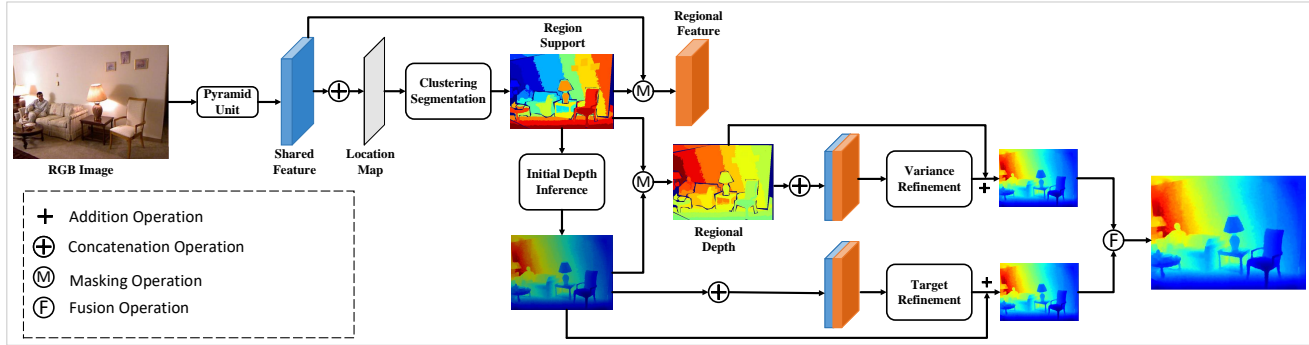 Regional
Feature
Region
Support
M
Pyramid
Unit
Clustering
Segmentation
RGB Image
Shared
Feature
Location
Map
Initial Depth
Inference
M
Regional
Depth
Variance
Refinement
+
F
Target
Refinement
+
+ Addition Operation
Concatenation Operation
M Masking Operation
F Fusion Operation